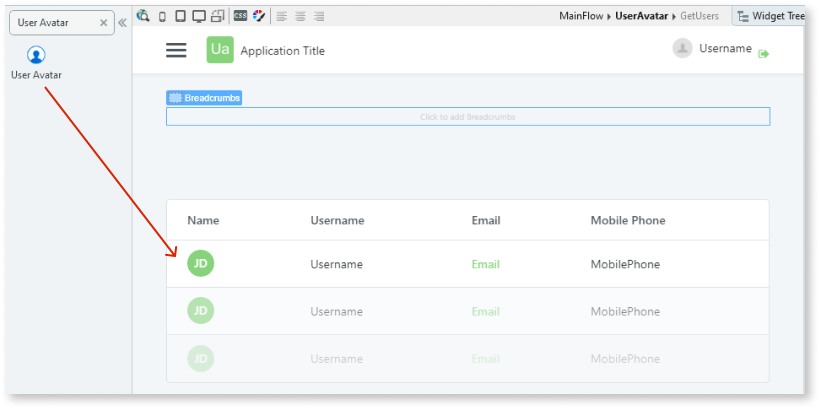 User Avatar
MainFlow ▸ UserAvatar ▸ GetUsers
Widget Tree
CSS
User Avatar
Ua
Application Title
Username
Breadcrumbs
Click to add Breadcrumbs
Name Username Email Mobile Phone
JD Username Email MobilePhone
JD Username Email MobilePhone
JD Username Email MobilePhone